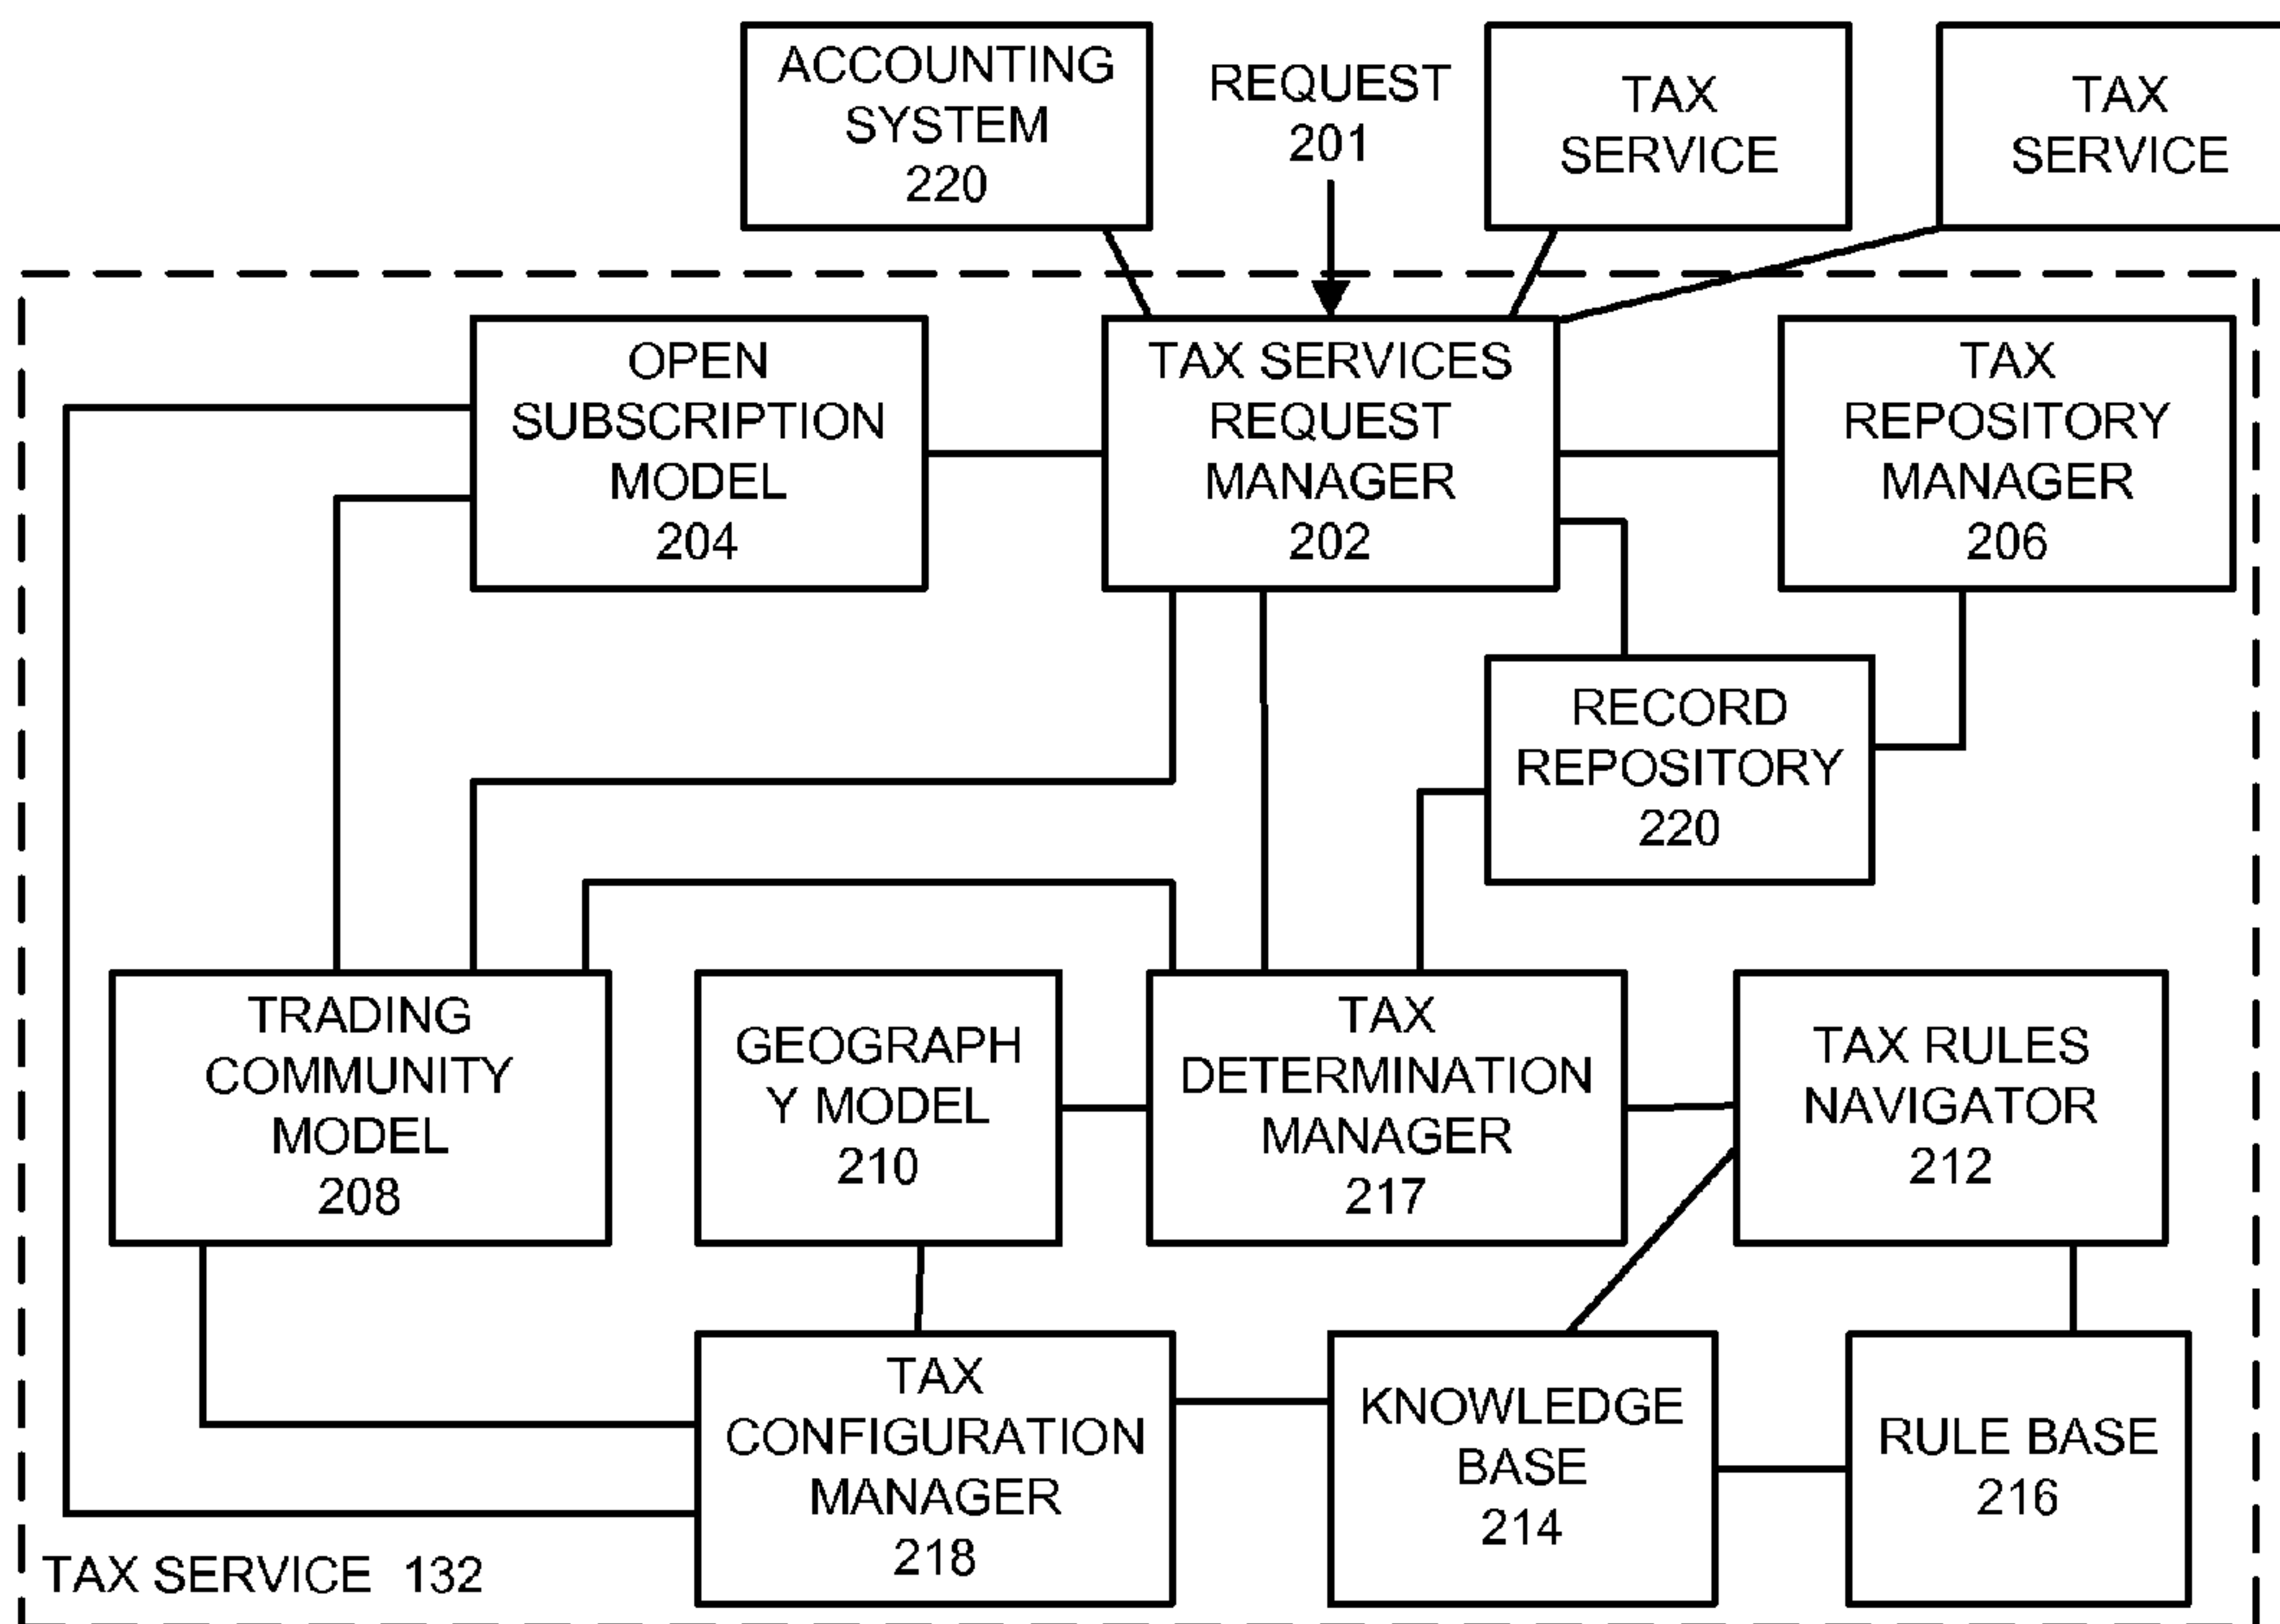 ACCOUNTING
SYSTEM
220
REQUEST
201
TAX
SERVICE
TAX
SERVICE
OPEN
SUBSCRIPTION
MODEL
204
TAX SERVICES
REQUEST
MANAGER
202
TAX
REPOSITORY
MANAGER
206
RECORD
REPOSITORY
220
TRADING
COMMUNITY
MODEL
208
GEOGRAPH
Y MODEL
210
TAX
DETERMINATION
MANAGER
217
TAX RULES
NAVIGATOR
212
TAX
CONFIGURATION
MANAGER
218
KNOWLEDGE
BASE
214
RULE BASE
216
TAX SERVICE 132